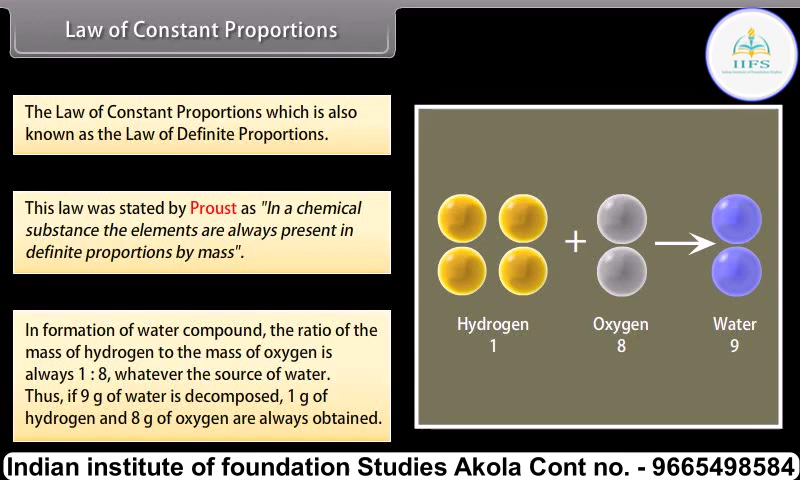 Law of Constant Proportions
IIFS
Indian Institute of Foundation Studies
The Law of Constant Proportions which is also
known as the Law of Definite Proportions.
This law was stated by Proust as "In a chemical
substance the elements are always present in
definite proportions by mass".
In formation of water compound, the ratio of the
mass of hydrogen to the mass of oxygen is
always 1 : 8, whatever the source of water.
Thus, if 9 g of water is decomposed, 1 g of
hydrogen and 8 g of oxygen are always obtained.
+
Hydrogen Oxygen Water
1 8 9
Indian institute of foundation Studies Akola Cont no. - 9665498584